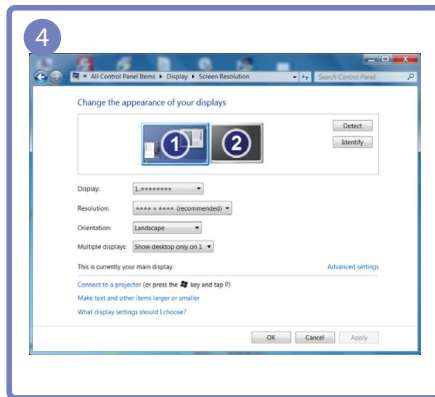 4
All Control Panel Items ▸ Display ▸ Screen Resolution
Search Control Panel
Change the appearance of your displays
1
2
Detect
Identify
Display: 1.********
Resolution: **** × **** (recommended)
Orientation: Landscape
Multiple displays: Show desktop only on 1
This is currently your main display.
Advanced settings
Connect to a projector (or press the key and tap P)
Make text and other items larger or smaller
What display settings should I choose?
OK
Cancel
Apply